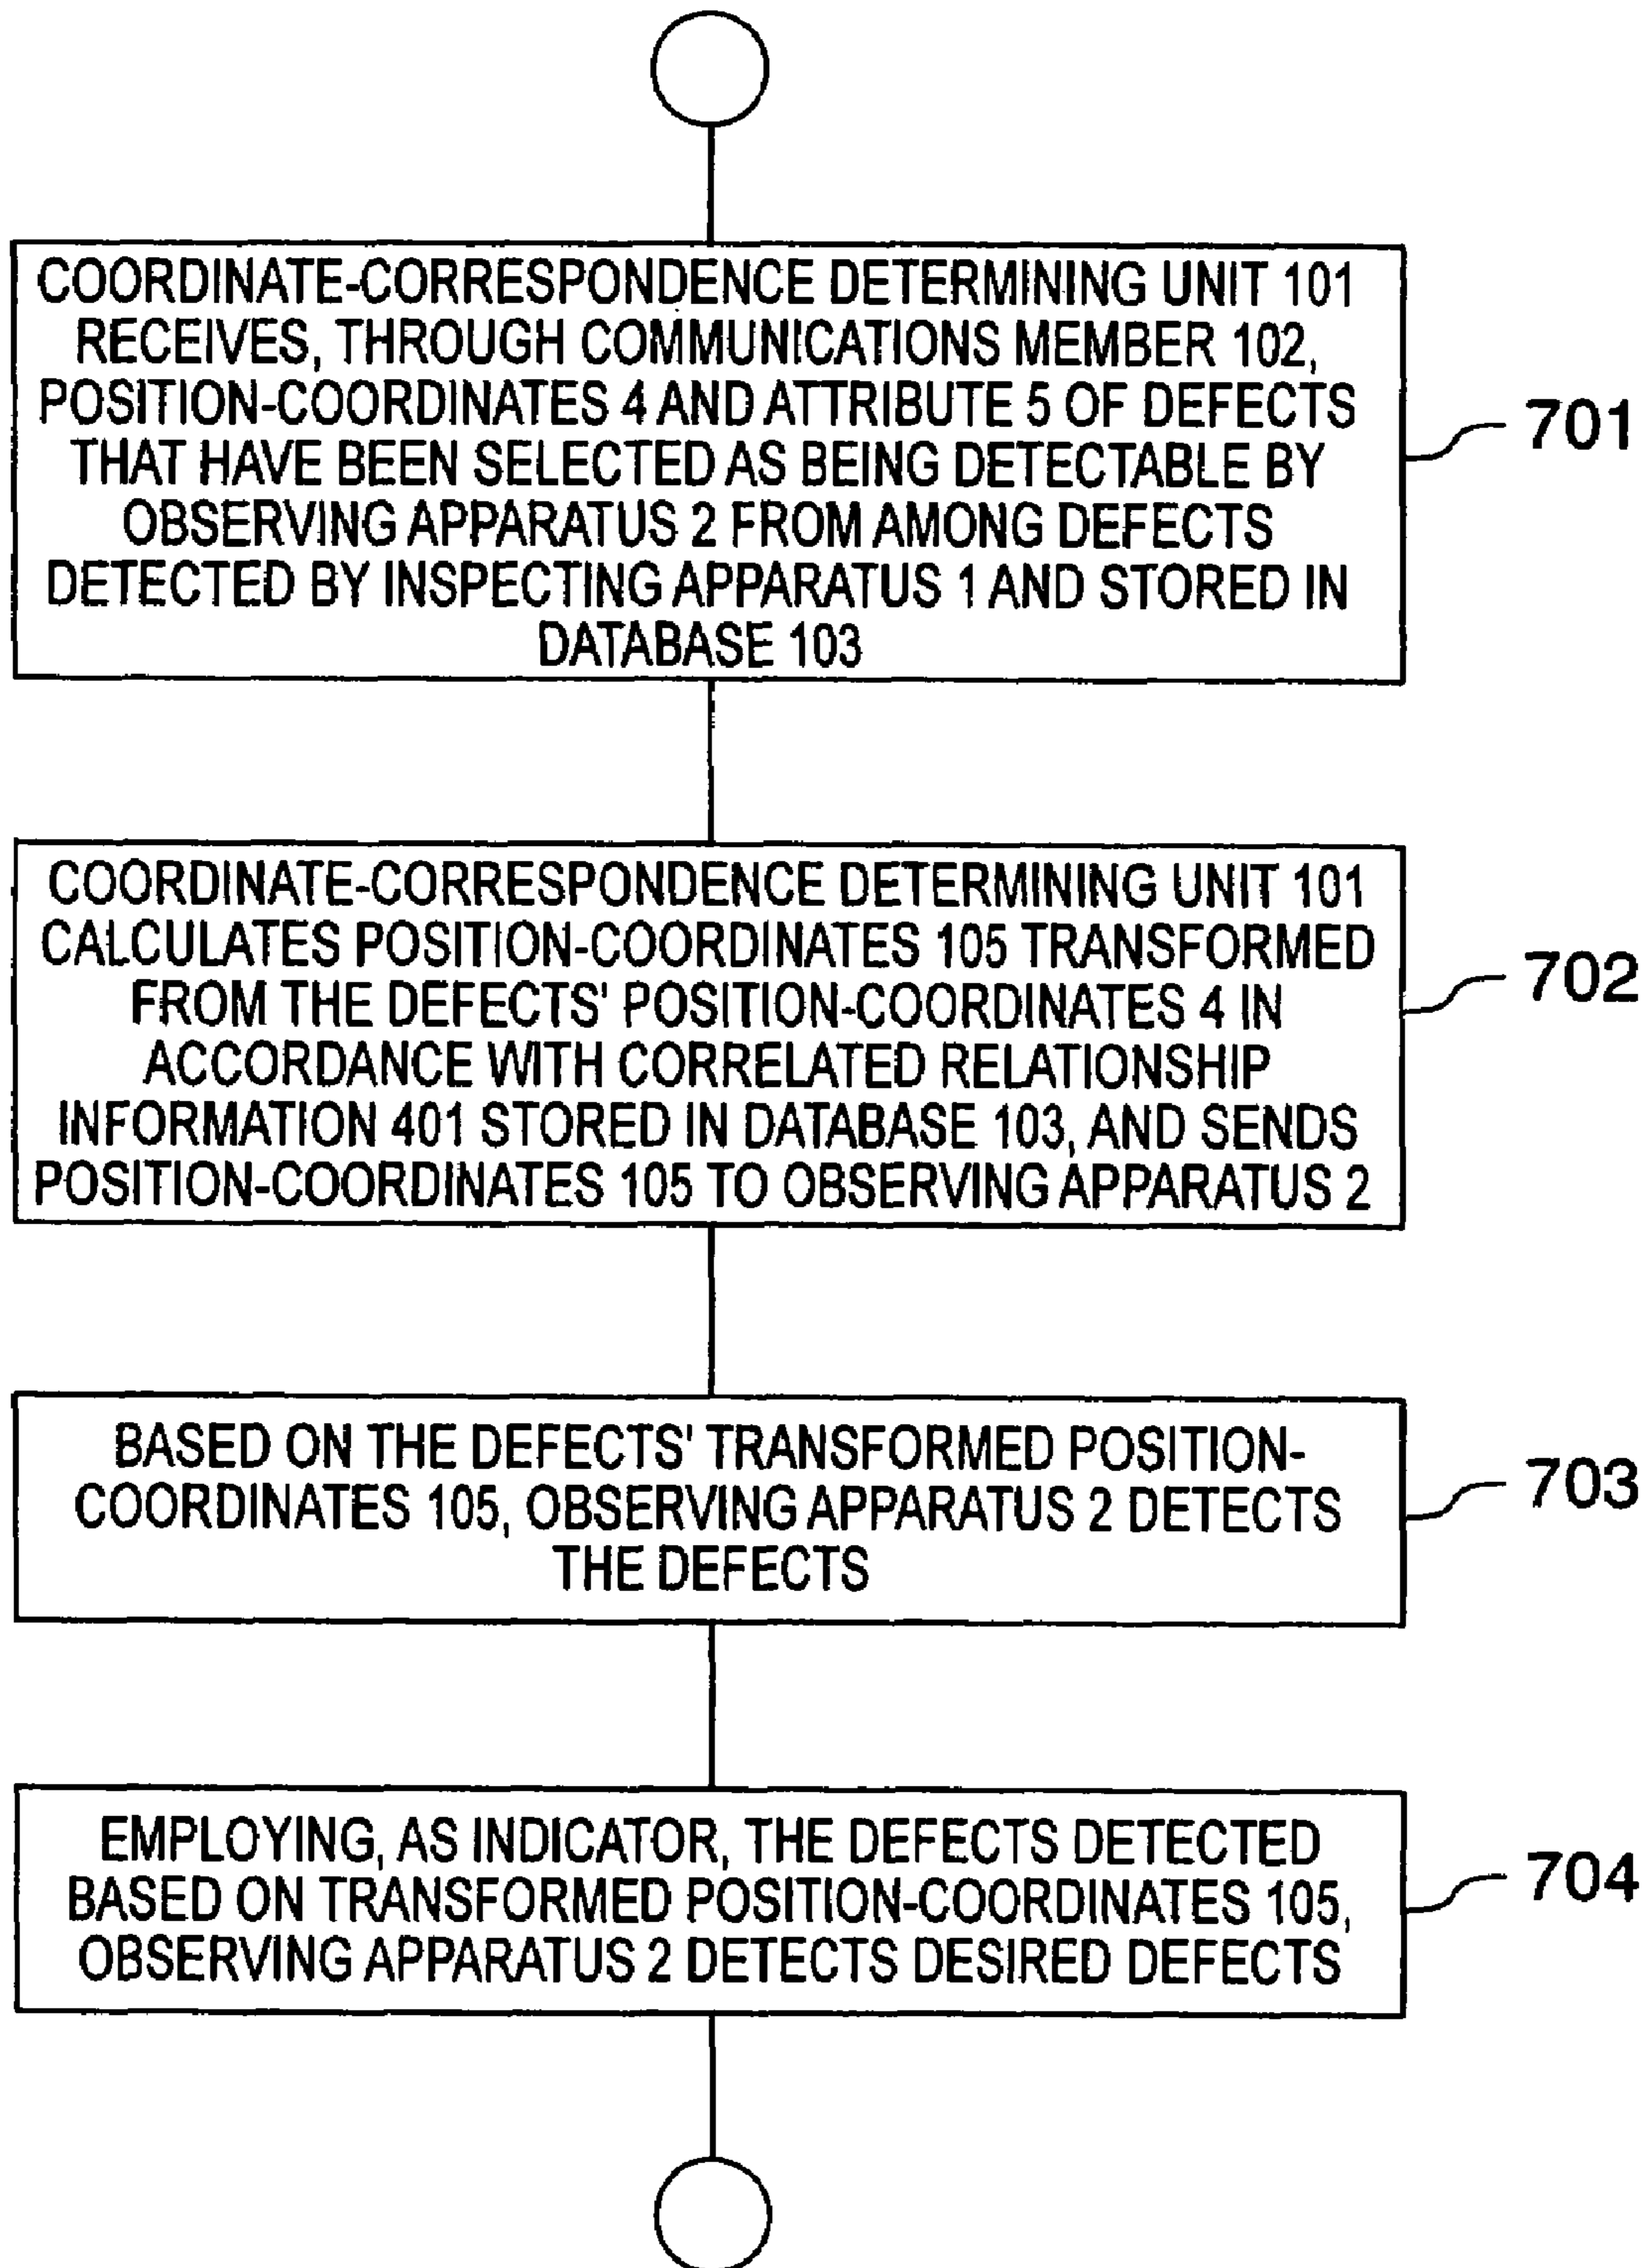 COORDINATE-CORRESPONDENCE DETERMINING UNIT 101
RECEIVES, THROUGH COMMUNICATIONS MEMBER 102,
POSITION-COORDINATES 4 AND ATTRIBUTE 5 OF DEFECTS
THAT HAVE BEEN SELECTED AS BEING DETECTABLE BY
OBSERVING APPARATUS 2 FROM AMONG DEFECTS
DETECTED BY INSPECTING APPARATUS 1 AND STORED IN
DATABASE 103
701
COORDINATE-CORRESPONDENCE DETERMINING UNIT 101
CALCULATES POSITION-COORDINATES 105 TRANSFORMED
FROM THE DEFECTS' POSITION-COORDINATES 4 IN
ACCORDANCE WITH CORRELATED RELATIONSHIP
INFORMATION 401 STORED IN DATABASE 103, AND SENDS
POSITION-COORDINATES 105 TO OBSERVING APPARATUS 2
702
BASED ON THE DEFECTS' TRANSFORMED POSITION-
COORDINATES 105, OBSERVING APPARATUS 2 DETECTS
THE DEFECTS
703
EMPLOYING, AS INDICATOR, THE DEFECTS DETECTED
BASED ON TRANSFORMED POSITION-COORDINATES 105,
OBSERVING APPARATUS 2 DETECTS DESIRED DEFECTS
704